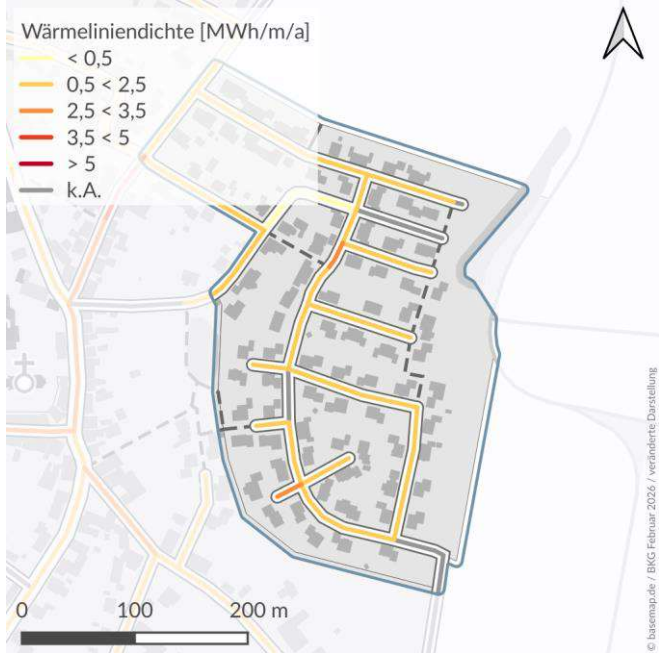 Wärmeliniendichte [MWh/m/a]
< 0,5
0,5 < 2,5
2,5 < 3,5
3,5 < 5
> 5
k.A.
0 100 200 m
© basemap.de / BKG Februar 2026 / veränderte Darstellung